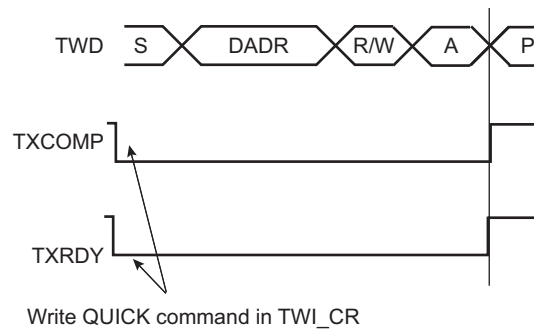 TWD S DADR R/W A P
TXCOMP
TXRDY
Write QUICK command in TWI_CR